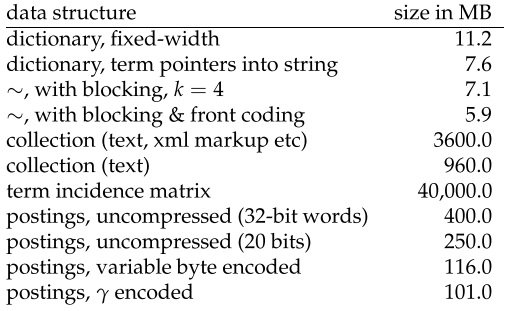 data structure size in MB
dictionary, fixed-width 11.2
dictionary, term pointers into string 7.6
∼, with blocking, k = 4 7.1
∼, with blocking & front coding 5.9
collection (text, xml markup etc) 3600.0
collection (text) 960.0
term incidence matrix 40,000.0
postings, uncompressed (32-bit words) 400.0
postings, uncompressed (20 bits) 250.0
postings, variable byte encoded 116.0
postings, γ encoded 101.0